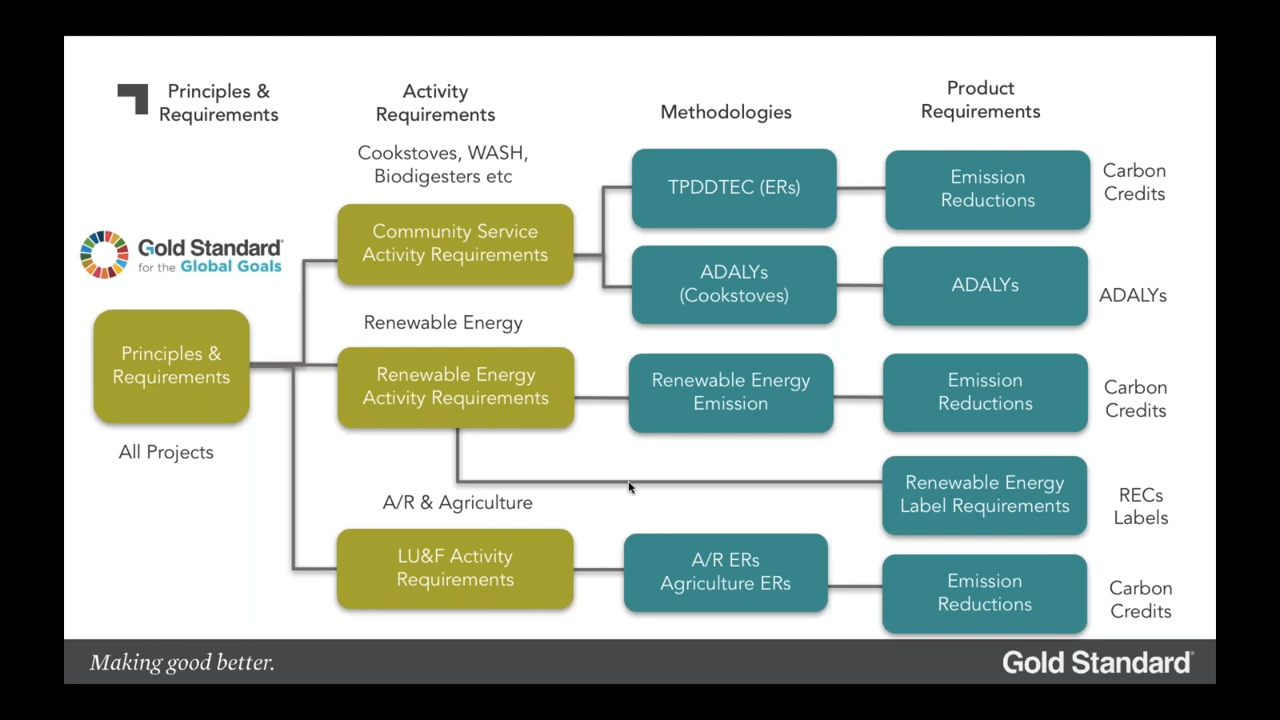 Principles &
Requirements
Activity
Requirements
Methodologies
Product
Requirements
Cookstoves, WASH,
Biodigesters etc
Community Service
Activity Requirements
TPDDTEC (ERs)
Emission
Reductions
Carbon
Credits
ADALYs
(Cookstoves)
ADALYs
ADALYs
Gold Standard
for the Global Goals
Principles &
Requirements
All Projects
Renewable Energy
Renewable Energy
Activity Requirements
Renewable Energy
Emission
Emission
Reductions
Carbon
Credits
Renewable Energy
Label Requirements
RECs
Labels
A/R & Agriculture
LU&F Activity
Requirements
A/R ERs
Agriculture ERs
Emission
Reductions
Carbon
Credits
Making good better.
Gold Standard